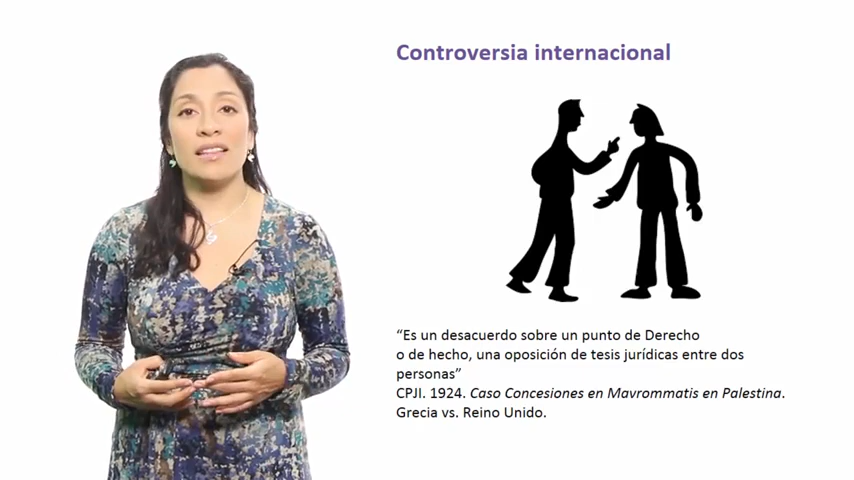 Controversia internacional
“Es un desacuerdo sobre un punto de Derecho
o de hecho, una oposición de tesis jurídicas entre dos
personas”
CPJI. 1924. Caso Concesiones en Mavrommatis en Palestina.
Grecia vs. Reino Unido.